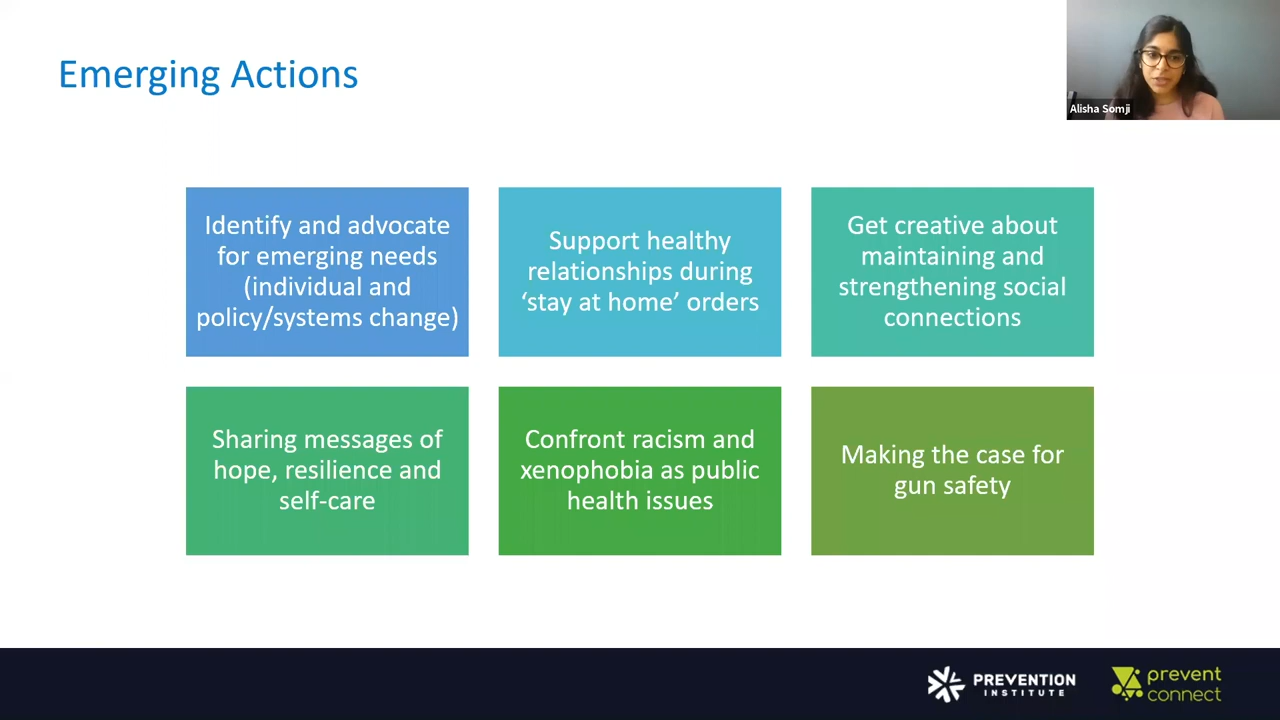 Emerging Actions
Alisha Somji
Identify and advocate
for emerging needs
(individual and
policy/systems change)
Support healthy
relationships during
‘stay at home’ orders
Get creative about
maintaining and
strengthening social
connections
Sharing messages of
hope, resilience and
self-care
Confront racism and
xenophobia as public
health issues
Making the case for
gun safety
PREVENTION
INSTITUTE
prevent
connect